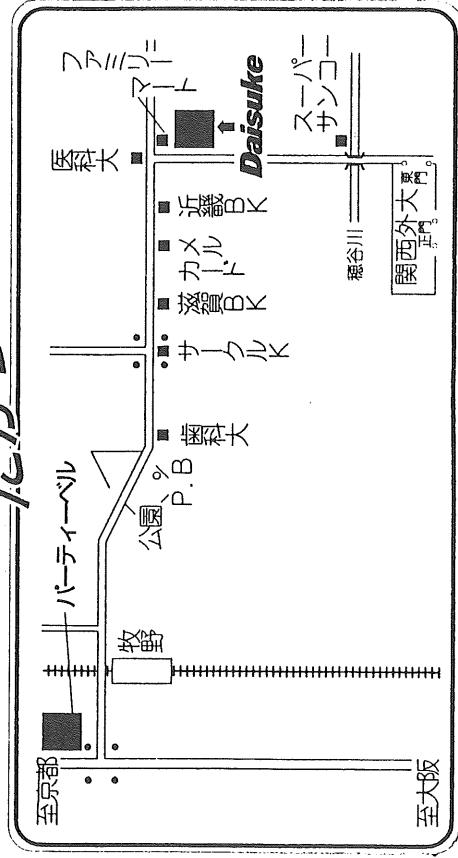 ファミリー
マート
医科大
Daisuke
スーパー
サンコー
近畿BK
メル
カード
滋賀BK
サークルK
歯科大
穂谷川
関西外大
東門
正門
P.B
公園
パーティーベル
牧野
至京都
至大阪